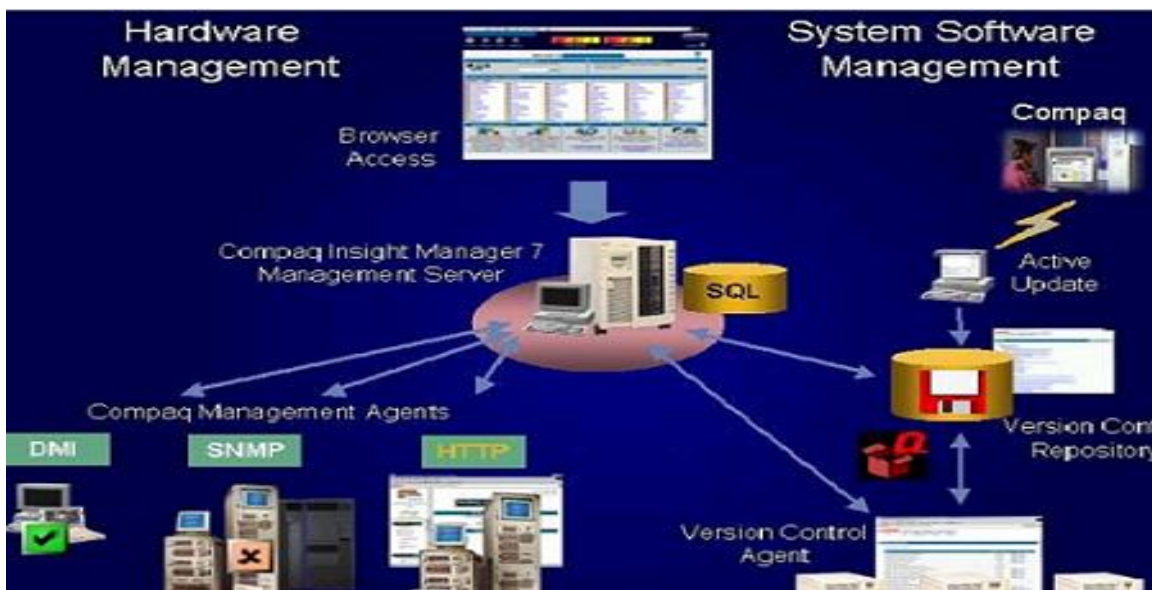 Hardware
Management
System Software
Management
Browser
Access
Compaq
Compaq Insight Manager 7
Management Server
SQL
Active
Update
Compaq Management Agents
DMI
SNMP
HTTP
Version Cont
Repository
Version Control
Agent